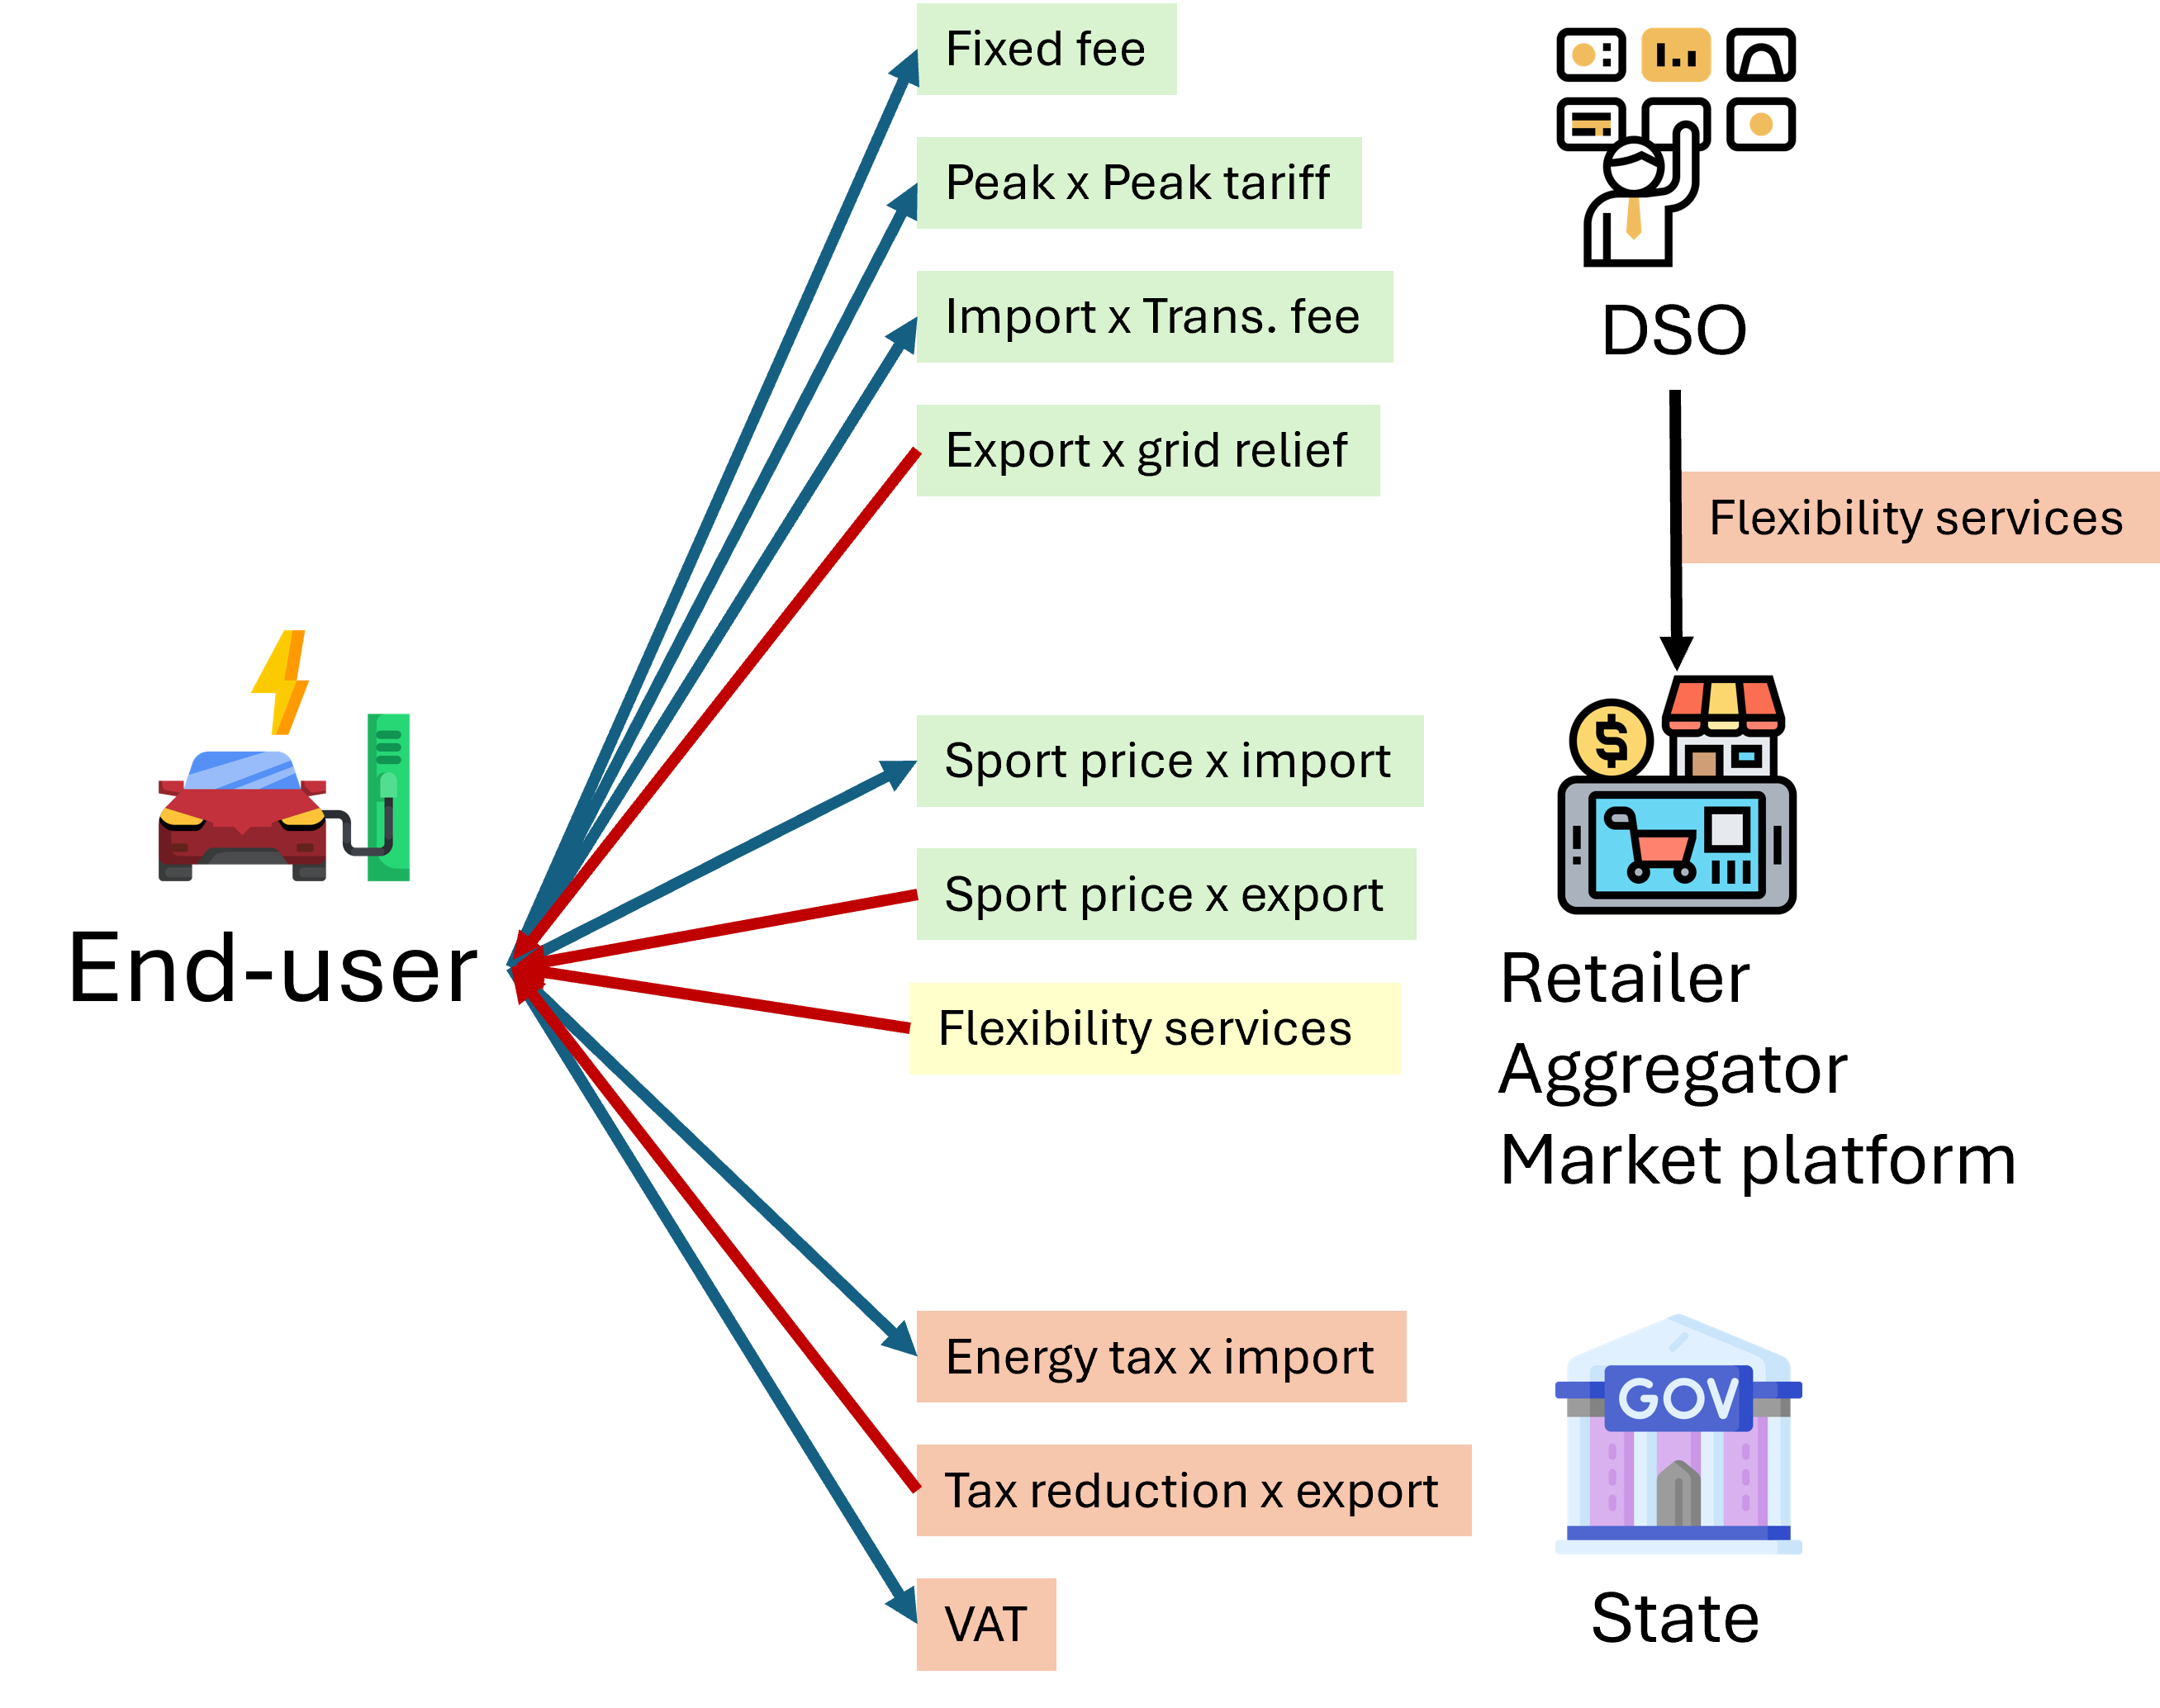 Fixed fee
Peak x Peak tariff
Import x Trans. fee
Export x grid relief
DSO
Flexibility services
Sport price x import
Sport price x export
Flexibility services
End-user
Retailer
Aggregator
Market platform
Energy tax x import
Tax reduction x export
VAT
GOV
State